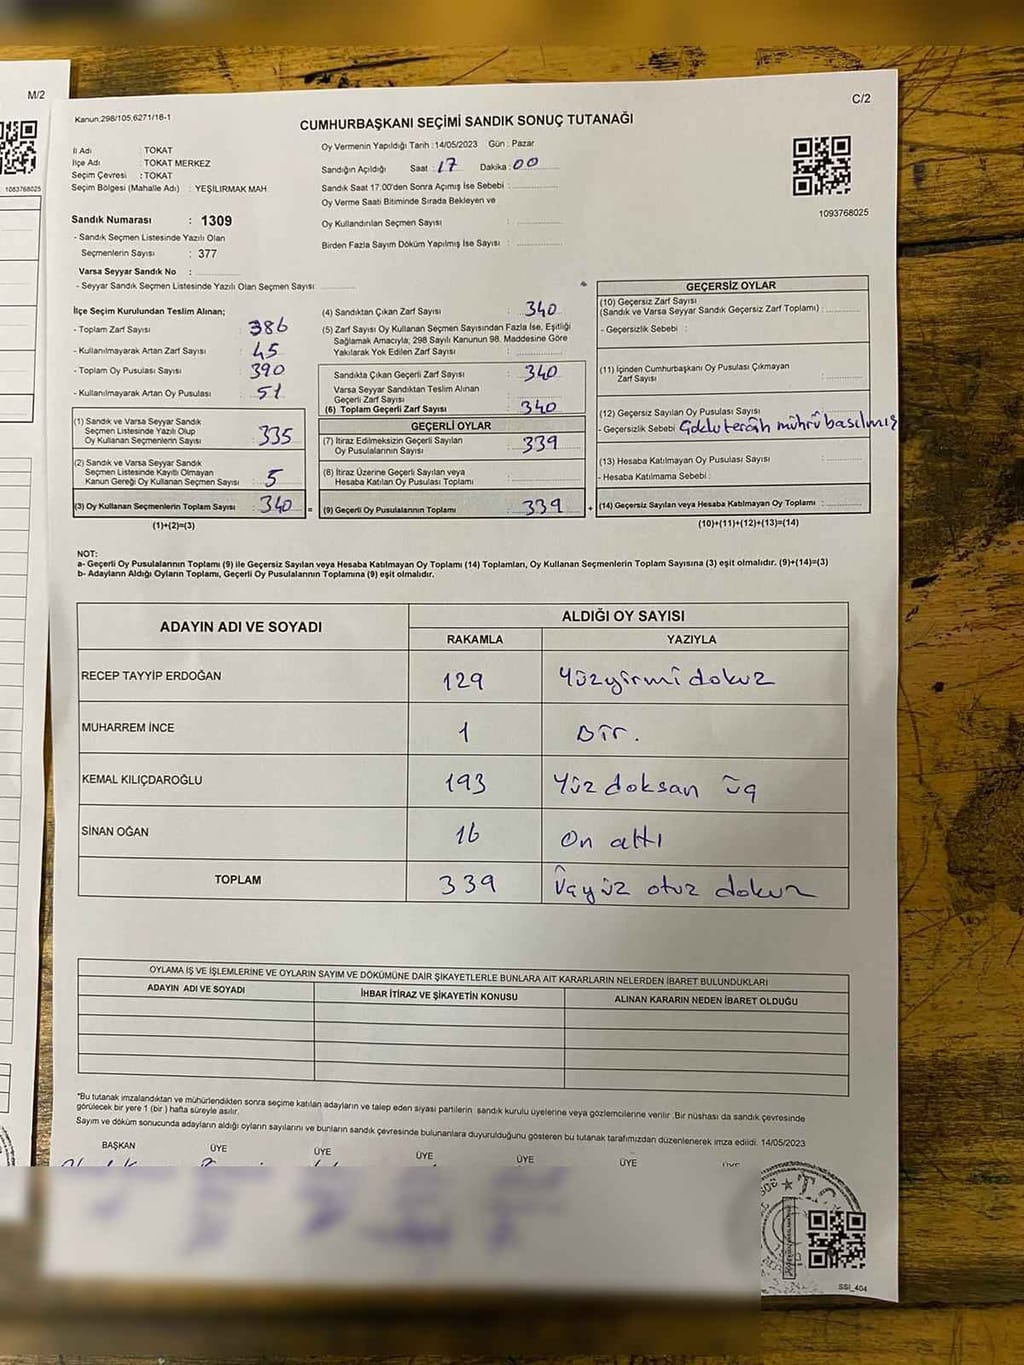 M/2
1093768025
C/2
Kanun;298/105,6271/18-1
CUMHURBAŞKANI SEÇİMİ SANDIK SONUÇ TUTANAĞI
İl Adı : TOKAT
İlçe Adı : TOKAT MERKEZ
Seçim Çevresi : TOKAT
Seçim Bölgesi (Mahalle Adı) : YEŞİLIRMAK MAH.
Sandık Numarası : 1309
- Sandık Seçmen Listesinde Yazılı Olan
Seçmenlerin Sayısı : 377
Varsa Seyyar Sandık No :
- Seyyar Sandık Seçmen Listesinde Yazılı Olan Seçmen Sayısı
Oy Vermenin Yapıldığı Tarih :14/05/2023 Gün : Pazar
Sandığın Açıldığı Saat : 17 Dakika : 00
Sandık Saat 17:00'den Sonra Açımış İse Sebebi :
Oy Verme Saati Bitiminde Sırada Bekleyen ve
Oy Kullandırılan Seçmen Sayısı :
Birden Fazla Sayım Döküm Yapılmış İse Sayısı :
1093768025
İlçe Seçim Kurulundan Teslim Alınan;
- Toplam Zarf Sayısı : 386
- Kullanılmayarak Artan Zarf Sayısı : 45
- Toplam Oy Pusulası Sayısı : 390
- Kullanılmayarak Artan Oy Pusulası : 51
(1) Sandık ve Varsa Seyyar Sandık
Seçmen Listesinde Yazılı Olup
Oy Kullanan Seçmenlerin Sayısı : 335
(2) Sandık ve Varsa Seyyar Sandık
Seçmen Listesinde Kayıtlı Olmayan
Kanun Gereği Oy Kullanan Seçmen Sayısı : 5
(3) Oy Kullanan Seçmenlerin Toplam Sayısı : 340
(1)+(2)=(3)
(4) Sandıktan Çıkan Zarf Sayısı : 340
(5) Zarf Sayısı Oy Kullanan Seçmen Sayısından Fazla İse, Eşitliği
Sağlamak Amacıyla, 298 Sayılı Kanunun 98. Maddesine Göre
Yakılarak Yok Edilen Zarf Sayısı :
Sandıkta Çıkan Geçerli Zarf Sayısı : 340
Varsa Seyyar Sandıktan Teslim Alınan
Geçerli Zarf Sayısı :
(6) Toplam Geçerli Zarf Sayısı : 340
GEÇERLİ OYLAR
(7) İtiraz Edilmeksizin Geçerli Sayılan
Oy Pusulalarının Sayısı : 339
(8) İtiraz Üzerine Geçerli Sayılan veya
Hesaba Katılan Oy Pusulası Toplamı :
= (9) Geçerli Oy Pusulalarının Toplamı : 339 +
GEÇERSİZ OYLAR
(10) Geçersiz Zarf Sayısı
(Sandık ve Varsa Seyyar Sandık Geçersiz Zarf Toplamı) :
- Geçersizlik Sebebi :
(11) İçinden Cumhurbaşkanı Oy Pusulası Çıkmayan
Zarf Sayısı :
(12) Geçersiz Sayılan Oy Pusulası Sayısı
- Geçersizlik Sebebi tercih mührü basılmış
(13) Hesaba Katılmayan Oy Pusulası Sayısı :
- Hesaba Katılmama Sebebi :
(14) Geçersiz Sayılan veya Hesaba Katılmayan Oy Toplamı :
(10)+(11)+(12)+(13)=(14)
NOT:
a- Geçerli Oy Pusulalarının Toplamı (9) ile Geçersiz Sayılan veya Hesaba Katılmayan Oy Toplamı (14) Toplamları, Oy Kullanan Seçmenlerin Toplam Sayısına (3) eşit olmalıdır. (9)+(14)=(3)
b- Adayların Aldığı Oyların Toplamı, Geçerli Oy Pusulalarının Toplamına (9) eşit olmalıdır.
ADAYIN ADI VE SOYADI
ALDIĞI OY SAYISI
RAKAMLA YAZIYLA
RECEP TAYYİP ERDOĞAN 129 Yüzyirmi dokuz
MUHARREM İNCE 1 Bir.
KEMAL KILIÇDAROĞLU 193 Yüz doksan üç
SİNAN OĞAN 16 On altı
TOPLAM 339 Üçyüz otuz dokuz
OYLAMA İŞ VE İŞLEMLERİNE VE OYLARIN SAYIM VE DÖKÜMÜNE DAİR ŞİKAYETLERLE BUNLARA AİT KARARLARIN NELERDEN İBARET BULUNDUKLARI
ADAYIN ADI VE SOYADI İHBAR İTİRAZ VE ŞİKAYETİN KONUSU ALINAN KARARIN NEDEN İBARET OLDUĞU
*Bu tutanak imzalandıktan ve mühürlendikten sonra seçime katılan adayların ve talep eden siyasi partilerin sandık kurulu üyelerine veya gözlemcilerine verilir .Bir nüshası da sandık çevresinde
görülecek bir yere 1 (bir ) hafta süreyle asılır.
Sayım ve döküm sonucunda adayların aldığı oyların sayılarını ve bunların sandık çevresinde bulunanlara duyurulduğunu gösteren bu tutanak tarafımızdan düzenlenerek imza edildi. 14/05/2023
BAŞKAN ÜYE ÜYE ÜYE ÜYE ÜYE ÜYE
T.C.
SSI_404